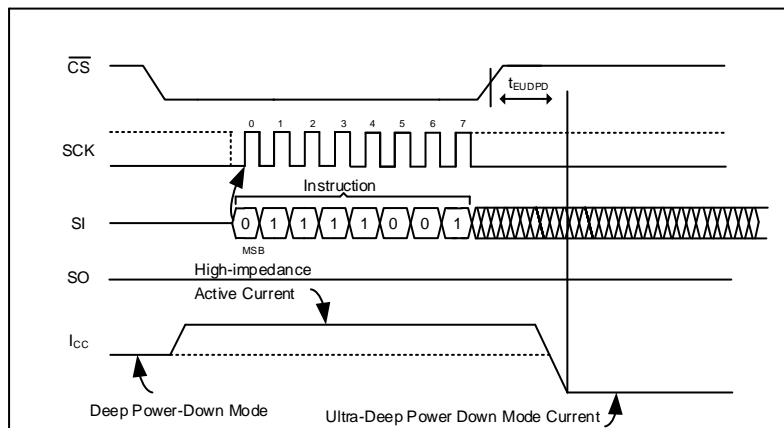 CS
tEUDPD
0 1 2 3 4 5 6 7
SCK
Instruction
SI
0 1 1 1 1 0 0 1
MSB
SO
High-impedance
Active Current
ICC
Deep Power-Down Mode
Ultra-Deep Power Down Mode Current